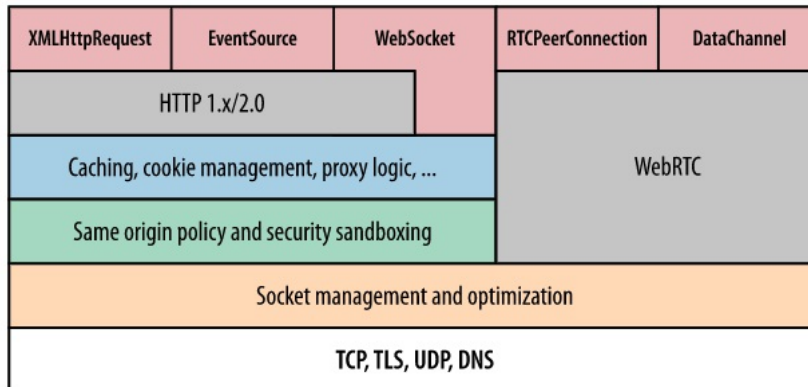 XMLHttpRequest EventSource WebSocket RTCPeerConnection DataChannel
HTTP 1.x/2.0
Caching, cookie management, proxy logic, ...
WebRTC
Same origin policy and security sandboxing
Socket management and optimization
TCP, TLS, UDP, DNS